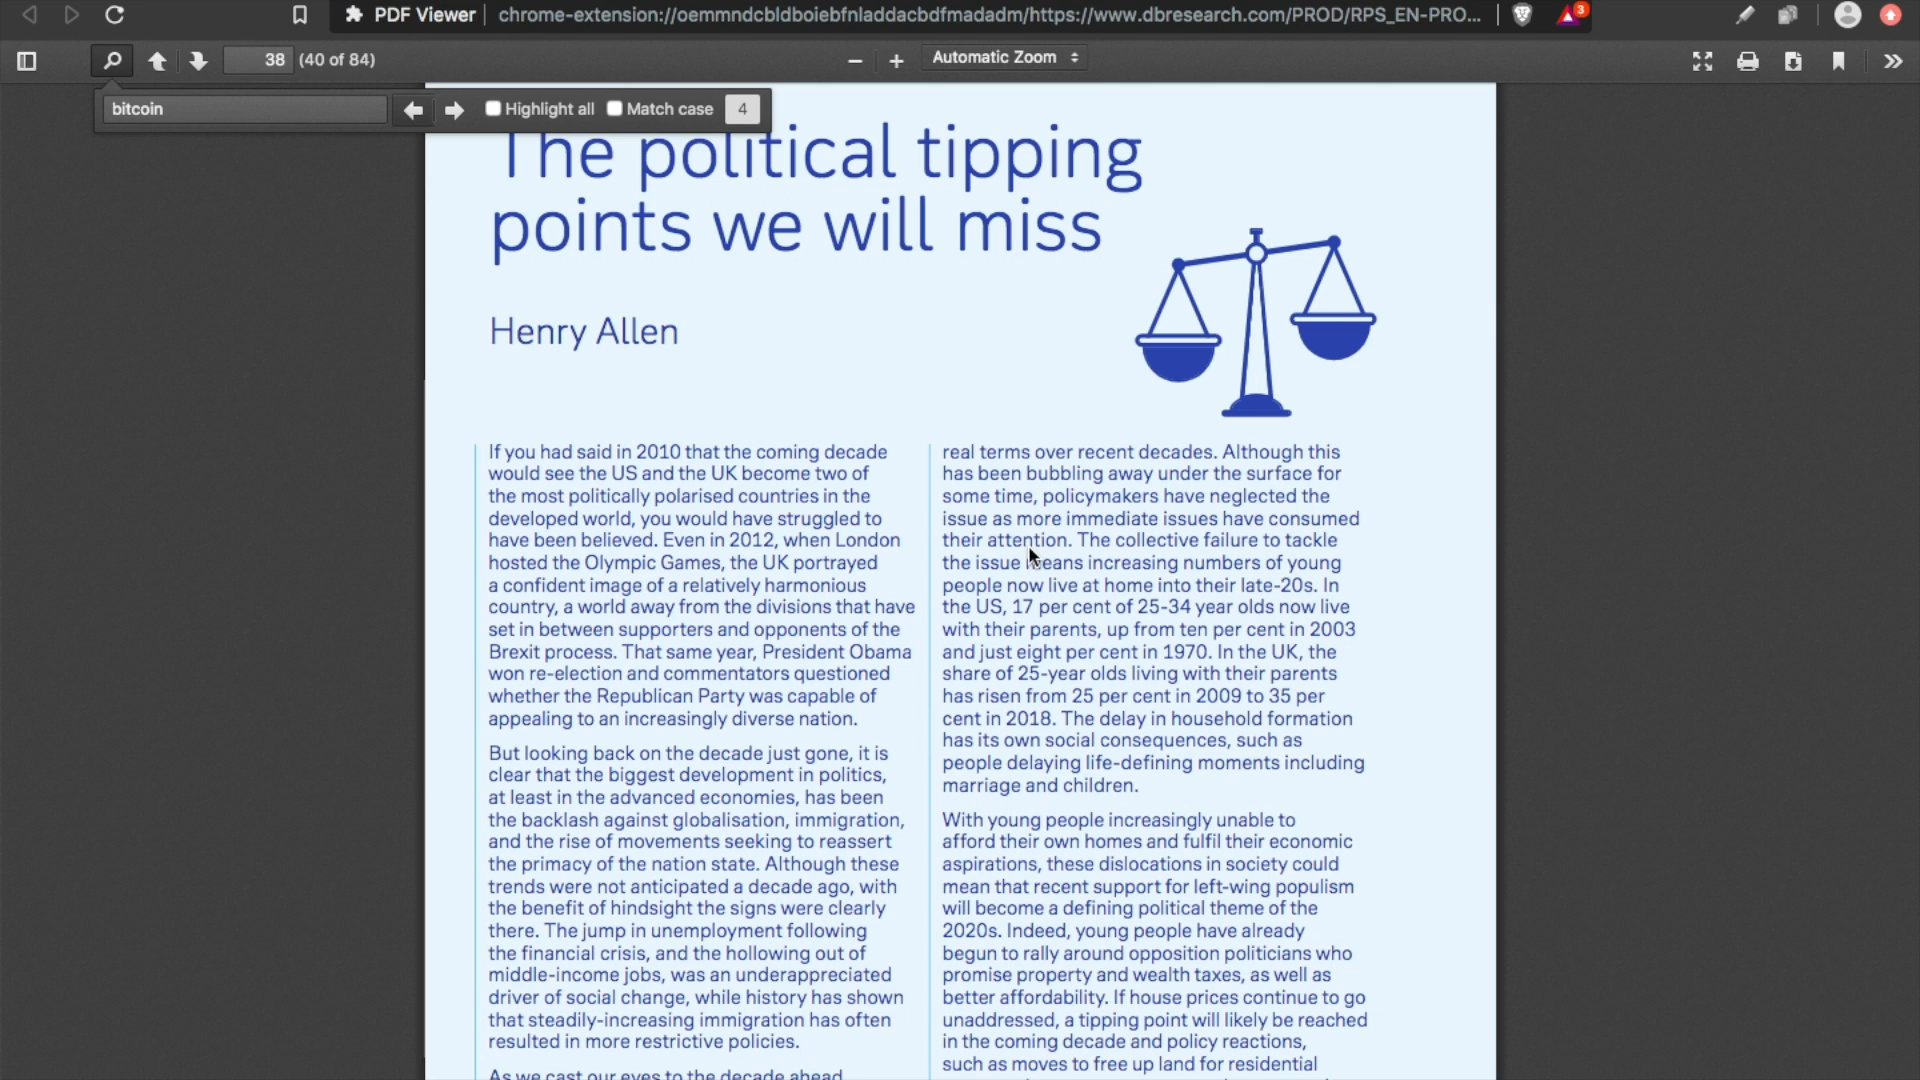 PDF Viewer
chrome-extension://oemmndcbldboiebfnladdacbdfmadadm/https://www.dbresearch.com/PROD/RPS_EN-PRO...
3
38 (40 of 84)
Automatic Zoom
bitcoin
Highlight all
Match case
4
The political tipping
points we will miss
Henry Allen
If you had said in 2010 that the coming decade
would see the US and the UK become two of
the most politically polarised countries in the
developed world, you would have struggled to
have been believed. Even in 2012, when London
hosted the Olympic Games, the UK portrayed
a confident image of a relatively harmonious
country, a world away from the divisions that have
set in between supporters and opponents of the
Brexit process. That same year, President Obama
won re-election and commentators questioned
whether the Republican Party was capable of
appealing to an increasingly diverse nation.
But looking back on the decade just gone, it is
clear that the biggest development in politics,
at least in the advanced economies, has been
the backlash against globalisation, immigration,
and the rise of movements seeking to reassert
the primacy of the nation state. Although these
trends were not anticipated a decade ago, with
the benefit of hindsight the signs were clearly
there. The jump in unemployment following
the financial crisis, and the hollowing out of
middle-income jobs, was an underappreciated
driver of social change, while history has shown
that steadily-increasing immigration has often
resulted in more restrictive policies.
As we cast our eyes to the decade ahead,
real terms over recent decades. Although this
has been bubbling away under the surface for
some time, policymakers have neglected the
issue as more immediate issues have consumed
their attention. The collective failure to tackle
the issue means increasing numbers of young
people now live at home into their late-20s. In
the US, 17 per cent of 25-34 year olds now live
with their parents, up from ten per cent in 2003
and just eight per cent in 1970. In the UK, the
share of 25-year olds living with their parents
has risen from 25 per cent in 2009 to 35 per
cent in 2018. The delay in household formation
has its own social consequences, such as
people delaying life-defining moments including
marriage and children.
With young people increasingly unable to
afford their own homes and fulfil their economic
aspirations, these dislocations in society could
mean that recent support for left-wing populism
will become a defining political theme of the
2020s. Indeed, young people have already
begun to rally around opposition politicians who
promise property and wealth taxes, as well as
better affordability. If house prices continue to go
unaddressed, a tipping point will likely be reached
in the coming decade and policy reactions,
such as moves to free up land for residential